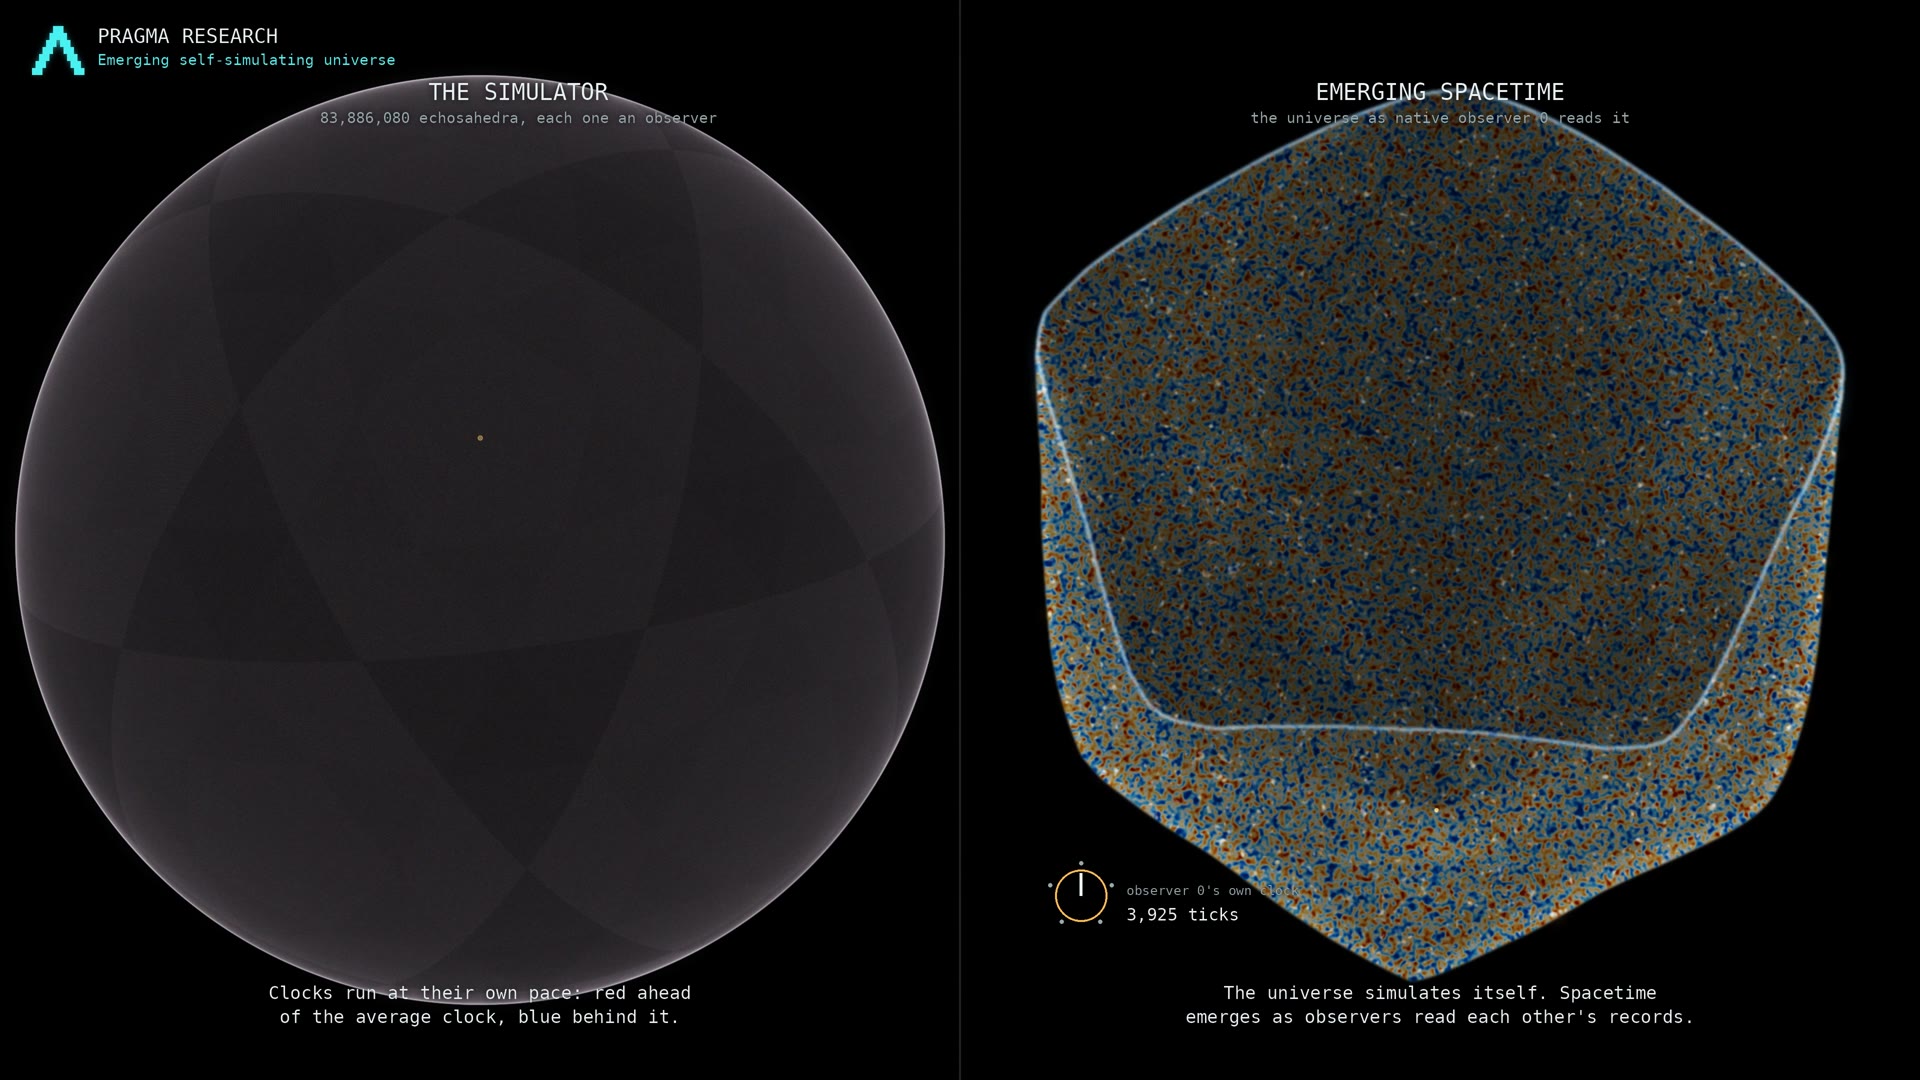 PRAGMA RESEARCH
Emerging self-simulating universe
THE SIMULATOR
83,886,080 echosahedra, each one an observer
EMERGING SPACETIME
the universe as native observer 0 reads it
observer 0's own clock
3,925 ticks
Clocks run at their own pace: red ahead
of the average clock, blue behind it.
The universe simulates itself. Spacetime
emerges as observers read each other's records.